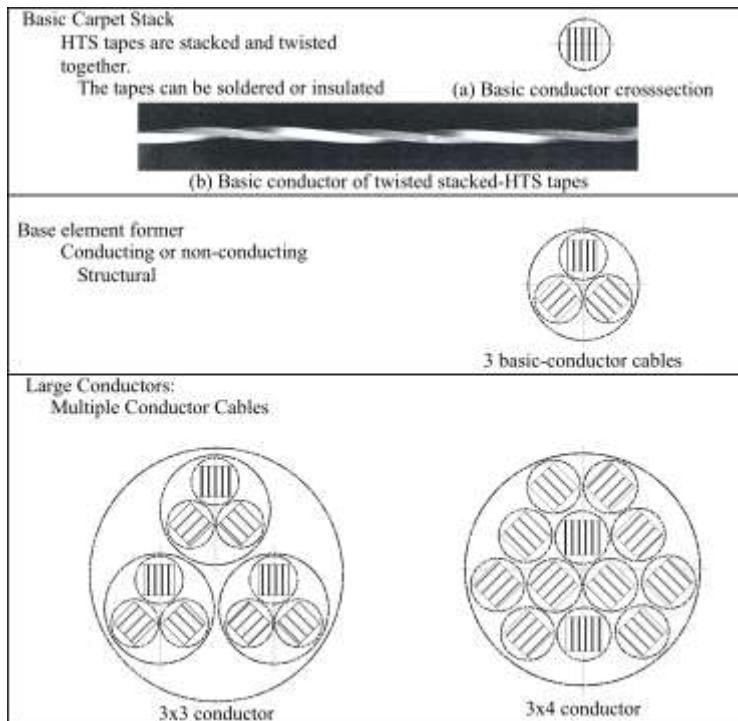 Basic Carpet Stack
HTS tapes are stacked and twisted
together.
The tapes can be soldered or insulated
(a) Basic conductor crosssection
(b) Basic conductor of twisted stacked-HTS tapes
Base element former
Conducting or non-conducting
Structural
3 basic-conductor cables
Large Conductors:
Multiple Conductor Cables
3x3 conductor
3x4 conductor